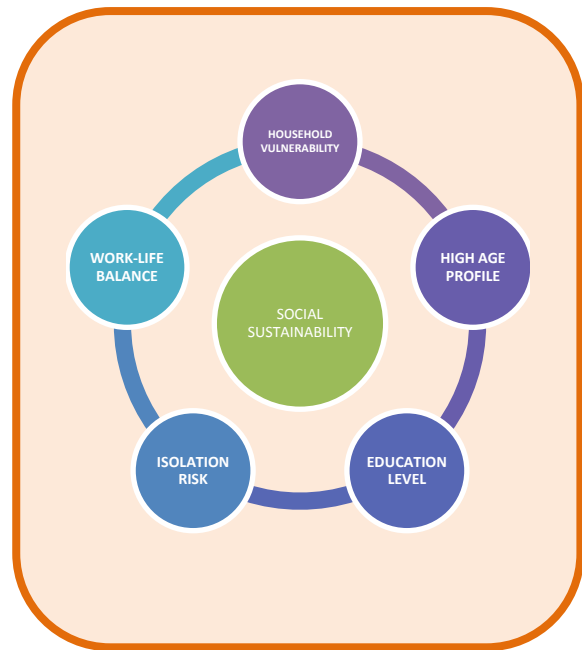 HOUSEHOLD
VULNERABILITY
HIGH AGE
PROFILE
EDUCATION
LEVEL
ISOLATION
RISK
WORK-LIFE
BALANCE
SOCIAL
SUSTAINABILITY